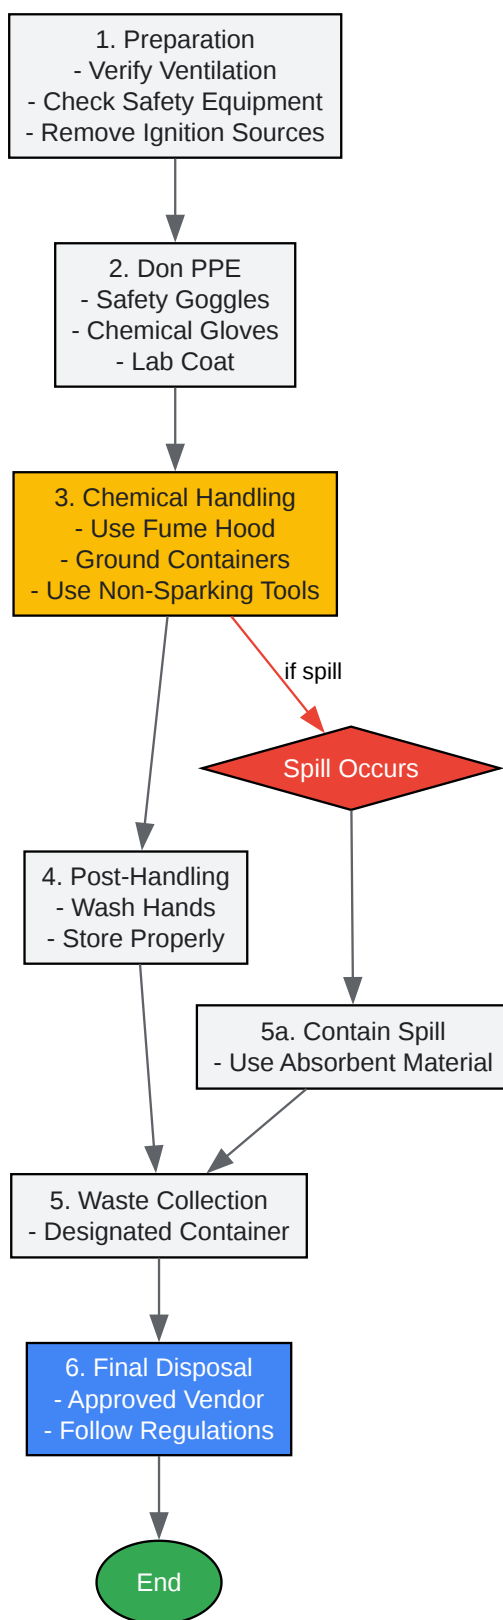 1. Preparation
- Verify Ventilation
- Check Safety Equipment
- Remove Ignition Sources
2. Don PPE
- Safety Goggles
- Chemical Gloves
- Lab Coat
3. Chemical Handling
- Use Fume Hood
- Ground Containers
- Use Non-Sparking Tools
if spill
Spill Occurs
4. Post-Handling
- Wash Hands
- Store Properly
5a. Contain Spill
- Use Absorbent Material
5. Waste Collection
- Designated Container
6. Final Disposal
- Approved Vendor
- Follow Regulations
End